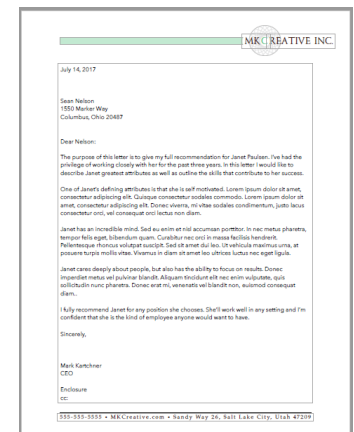 MK CREATIVE INC.
July 14, 2017
Sean Nelson
1550 Marker Way
Columbus, Ohio 20487
Dear Nelson:
The purpose of this letter is to give my full recommendation for Janet Paulsen. I've had the
privilege of working closely with her for the past three years. In this letter I would like to
describe Janet greatest attributes as well as outline the skills that contribute to her success.
One of Janet's defining attributes is that she is self motivated. Lorem ipsum dolor sit amet,
consectetur adipiscing elit. Quisque consectetur sodales commodo. Lorem ipsum dolor sit
amet, consectetur adipiscing elit. Donec viverra, mi vitae sodales condimentum, justo lacus
consectetur orci, vel consequat orci lectus non diam.
Janet has an incredible mind. Sed eu enim et nisl accumsan porttitor. In nec metus pharetra,
tempor felis eget, bibendum quam. Curabitur nec orci in massa facilisis hendrerit.
Pellentesque rhoncus volutpat suscipit. Sed sit amet dui leo. Ut vehicula maximus urna, at
posuere turpis mollis vitae. Vivamus in diam sit amet leo ultrices luctus nec eget ligula.
Janet cares deeply about people, but also has the ability to focus on results. Donec
imperdiet metus vel pulvinar blandit. Aliquam tincidunt elit nec enim vulputate, quis
sollicitudin nunc pharetra. Donec erat mi, venenatis vel blandit non, euismod consequat
diam..
I fully recommend Janet for any position she chooses. She'll work well in any setting and I'm
confident that she is the kind of employee anyone would want to have.
Sincerely,
Mark Kartchner
CEO
Enclosure
cc:
555-555-5555 • MKCreative.com • Sandy Way 26, Salt Lake City, Utah 47209